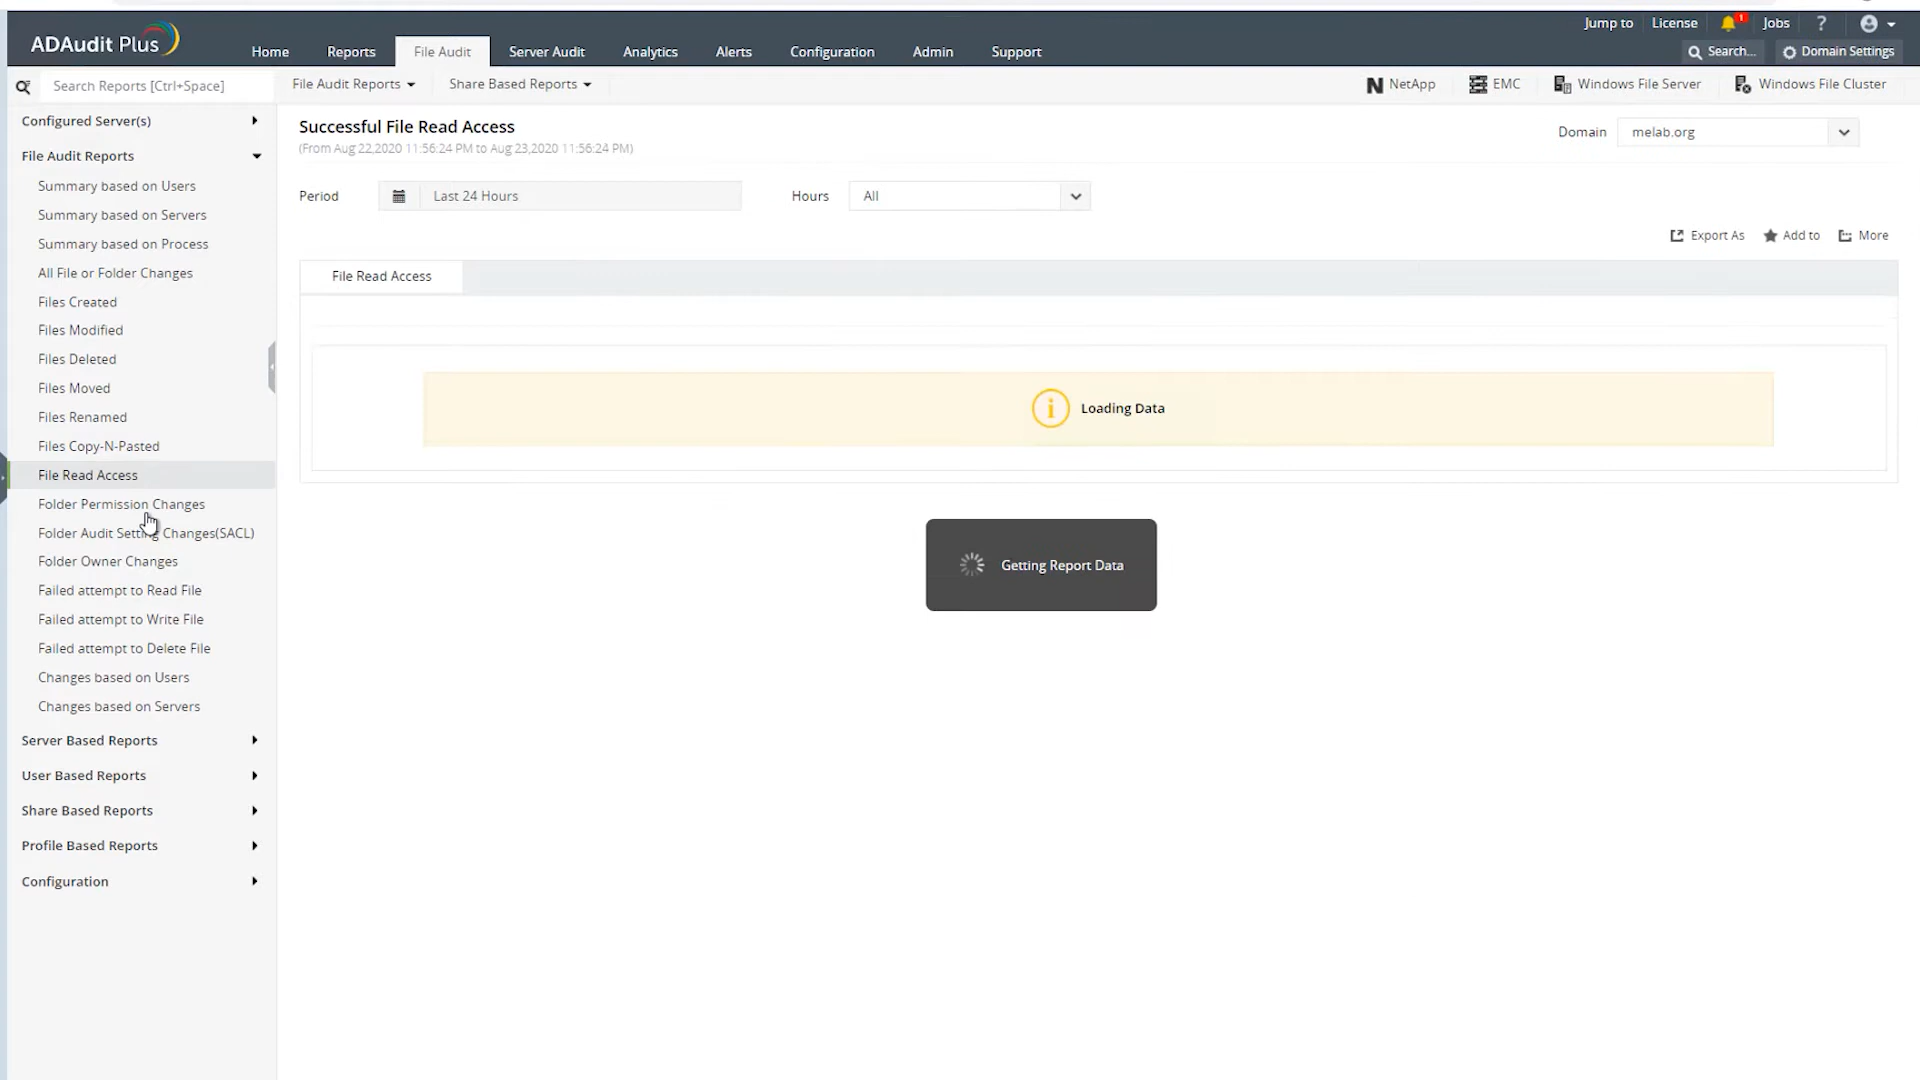 Jump to License 1 Jobs ?
ADAudit Plus Home Reports File Audit Server Audit Analytics Alerts Configuration Admin Support Search... Domain Settings
Search Reports [Ctrl+Space] File Audit Reports Share Based Reports NetApp EMC Windows File Server Windows File Cluster
Configured Server(s)
File Audit Reports
Summary based on Users
Summary based on Servers
Summary based on Process
All File or Folder Changes
Files Created
Files Modified
Files Deleted
Files Moved
Files Renamed
Files Copy-N-Pasted
File Read Access
Folder Permission Changes
Folder Audit Setting Changes(SACL)
Folder Owner Changes
Failed attempt to Read File
Failed attempt to Write File
Failed attempt to Delete File
Changes based on Users
Changes based on Servers
Server Based Reports
User Based Reports
Share Based Reports
Profile Based Reports
Configuration
Successful File Read Access
(From Aug 22,2020 11:56:24 PM to Aug 23,2020 11:56:24 PM)
Domain melab.org
Period Last 24 Hours Hours All
Export As Add to More
File Read Access
Loading Data
Getting Report Data